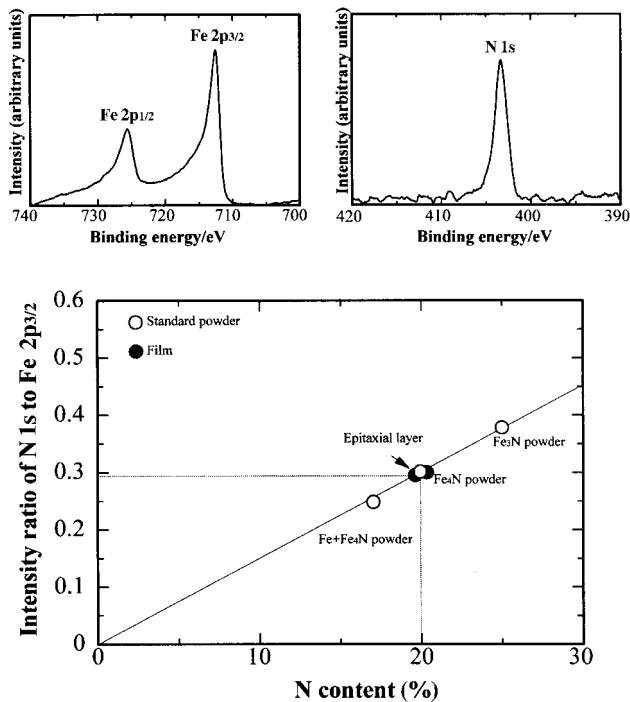 Intensity (arbitrary units)
Fe 2p3/2
Fe 2p1/2
740 730 720 710 700
Binding energy/eV
Intensity (arbitrary units)
N 1s
420 410 400 390
Binding energy/eV
Intensity ratio of N 1s to Fe 2p3/2
0.6
0.5
0.4
0.3
0.2
0.1
0
Standard powder
Film
Epitaxial layer
Fe3N powder
Fe4N powder
Fe+Fe4N powder
0 10 20 30
N content (%)